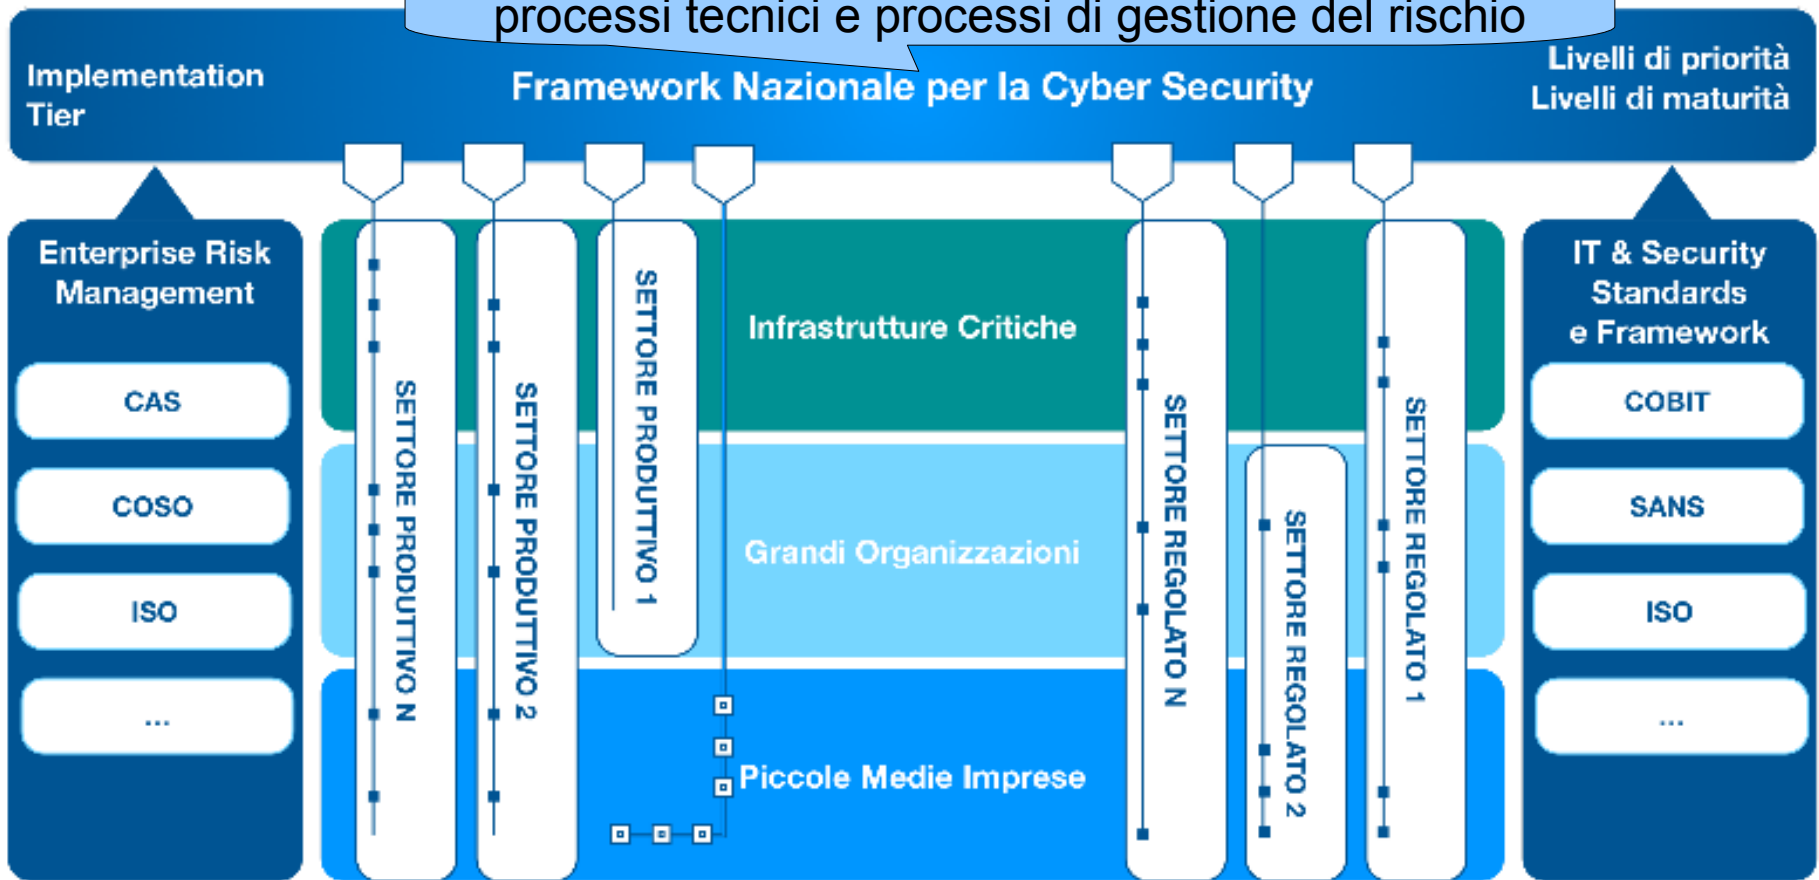 processi tecnici e processi di gestione del rischio
Implementation
Tier
Framework Nazionale per la Cyber Security
Livelli di priorità
Livelli di maturità
Enterprise Risk
Management
CAS
COSO
ISO
...
SETTORE PRODUTTIVO N
SETTORE PRODUTTIVO 2
SETTORE PRODUTTIVO 1
Infrastrutture Critiche
Grandi Organizzazioni
Piccole Medie Imprese
SETTORE REGOLATO N
SETTORE REGOLATO 2
SETTORE REGOLATO 1
IT & Security
Standards
e Framework
COBIT
SANS
ISO
...